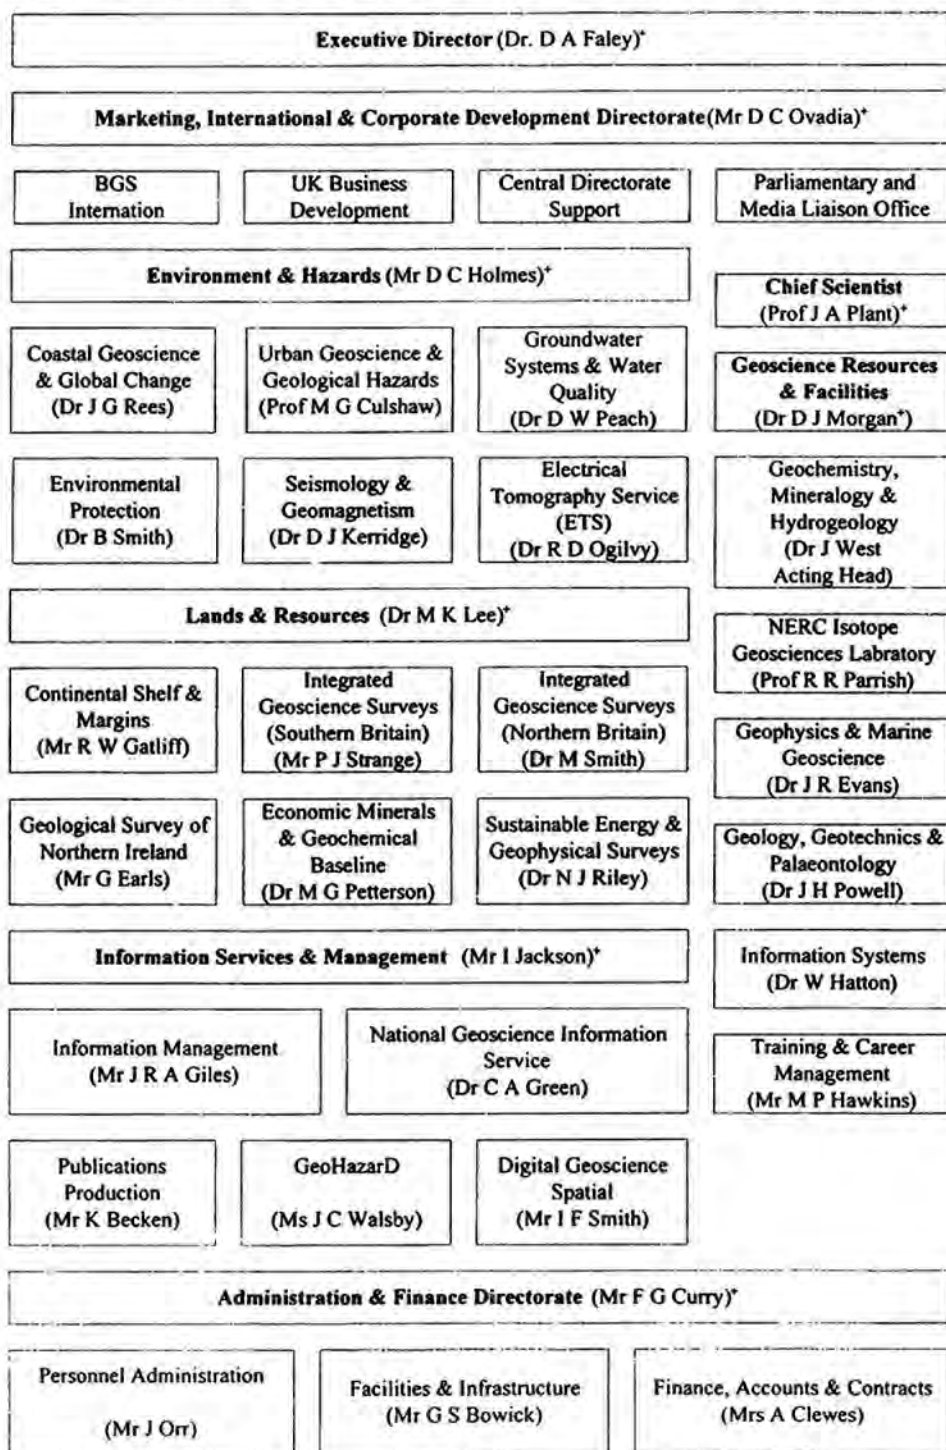 Executive Director (Dr. D A Faley)+
Marketing, International & Corporate Development Directorate(Mr D C Ovadia)+
BGS
Internation
UK Business
Development
Central Directorate
Support
Parliamentary and
Media Liaison Office
Environment & Hazards (Mr D C Holmes)+
Chief Scientist
(Prof J A Plant)+
Coastal Geoscience
& Global Change
(Dr J G Rees)
Urban Geoscience &
Geological Hazards
(Prof M G Culshaw)
Groundwater
Systems & Water
Quality
(Dr D W Peach)
Geoscience Resources
& Facilities
(Dr D J Morgan+)
Environmental
Protection
(Dr B Smith)
Seismology &
Geomagnetism
(Dr D J Kerridge)
Electrical
Tomography Service
(ETS)
(Dr R D Ogilvy)
Geochemistry,
Mineralogy &
Hydrogeology
(Dr J West
Acting Head)
Lands & Resources (Dr M K Lee)+
NERC Isotope
Geosciences Labratory
(Prof R R Parrish)
Continental Shelf &
Margins
(Mr R W Gatliff)
Integrated
Geoscience Surveys
(Southern Britain)
(Mr P J Strange)
Integrated
Geoscience Surveys
(Northern Britain)
(Dr M Smith)
Geophysics & Marine
Geoscience
(Dr J R Evans)
Geological Survey of
Northern Ireland
(Mr G Earls)
Economic Minerals
& Geochemical
Baseline
(Dr M G Petterson)
Sustainable Energy &
Geophysical Surveys
(Dr N J Riley)
Geology, Geotechnics &
Palaeontology
(Dr J H Powell)
Information Services & Management (Mr I Jackson)+
Information Systems
(Dr W Hatton)
Information Management
(Mr J R A Giles)
National Geoscience Information
Service
(Dr C A Green)
Training & Career
Management
(Mr M P Hawkins)
Publications
Production
(Mr K Becken)
GeoHazarD
(Ms J C Walsby)
Digital Geoscience
Spatial
(Mr I F Smith)
Administration & Finance Directorate (Mr F G Curry)+
Personnel Administration
(Mr J Orr)
Facilities & Infrastructure
(Mr G S Bowick)
Finance, Accounts & Contracts
(Mrs A Clewes)